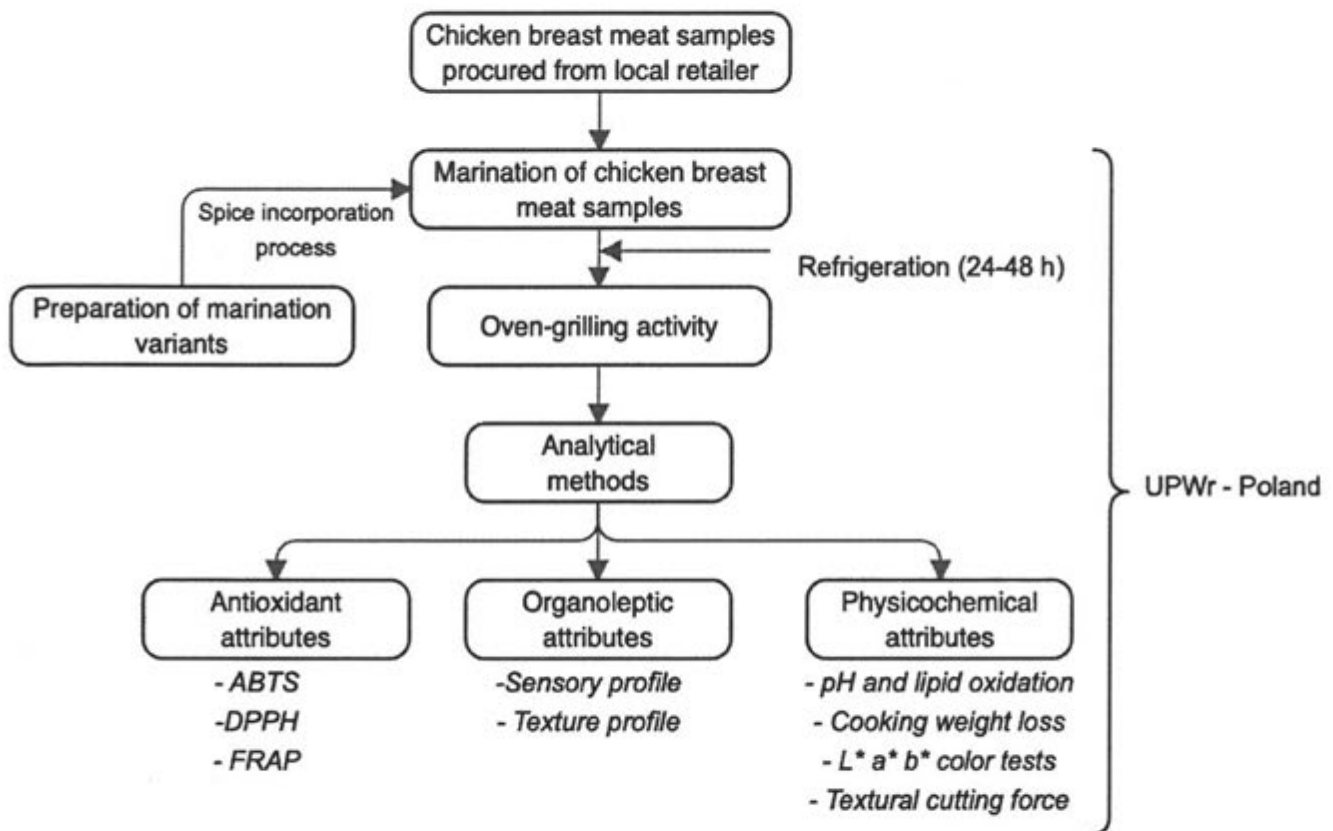 Chicken breast meat samples
procured from local retailer
Marination of chicken breast
meat samples
Spice incorporation
process
Refrigeration (24-48 h)
Preparation of marination
variants
Oven-grilling activity
Analytical
methods
UPWr - Poland
Antioxidant
attributes
Organoleptic
attributes
Physicochemical
attributes
- ABTS
-DPPH
- FRAP
-Sensory profile
- Texture profile
- pH and lipid oxidation
- Cooking weight loss
- L* a* b* color tests
- Textural cutting force